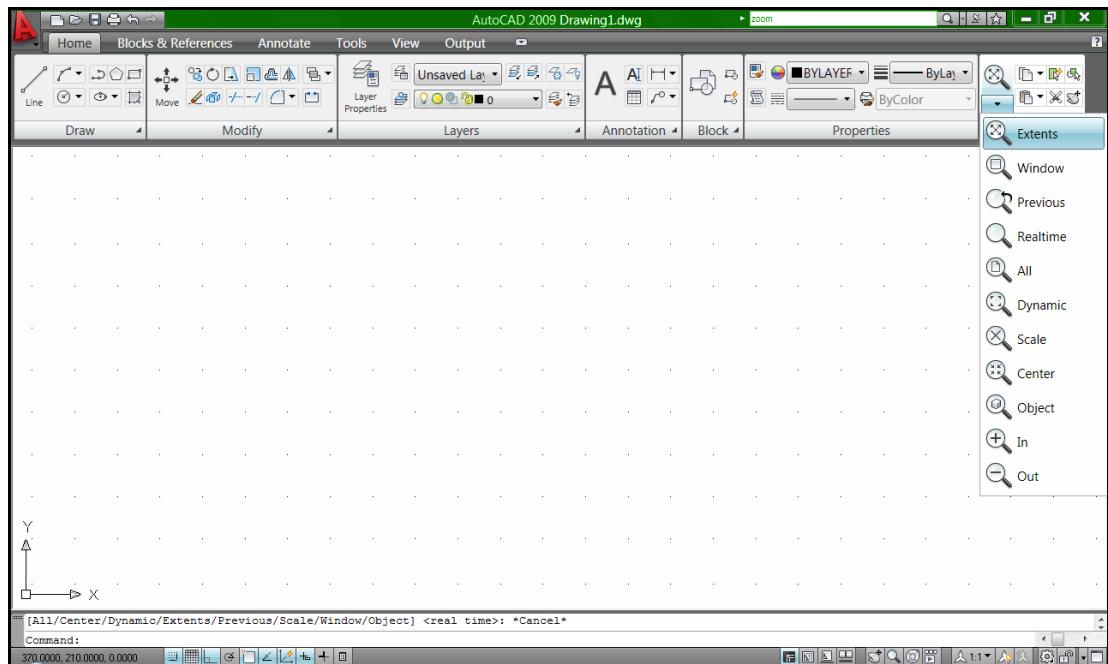 AutoCAD 2009 Drawing1.dwg
zoom
Home Blocks & References Annotate Tools View Output
?
Line
Move
Layer Properties
Unsaved La
0
A
AI
BYLAYER
ByLay
ByColor
Draw Modify Layers Annotation Block Properties
Extents
Window
Previous
Realtime
All
Dynamic
Scale
Center
Object
In
Out
Y
X
[All/Center/Dynamic/Extents/Previous/Scale/Window/Object] <real time>: *Cancel*
Command:
370.0000, 210.0000, 0.0000
1:1